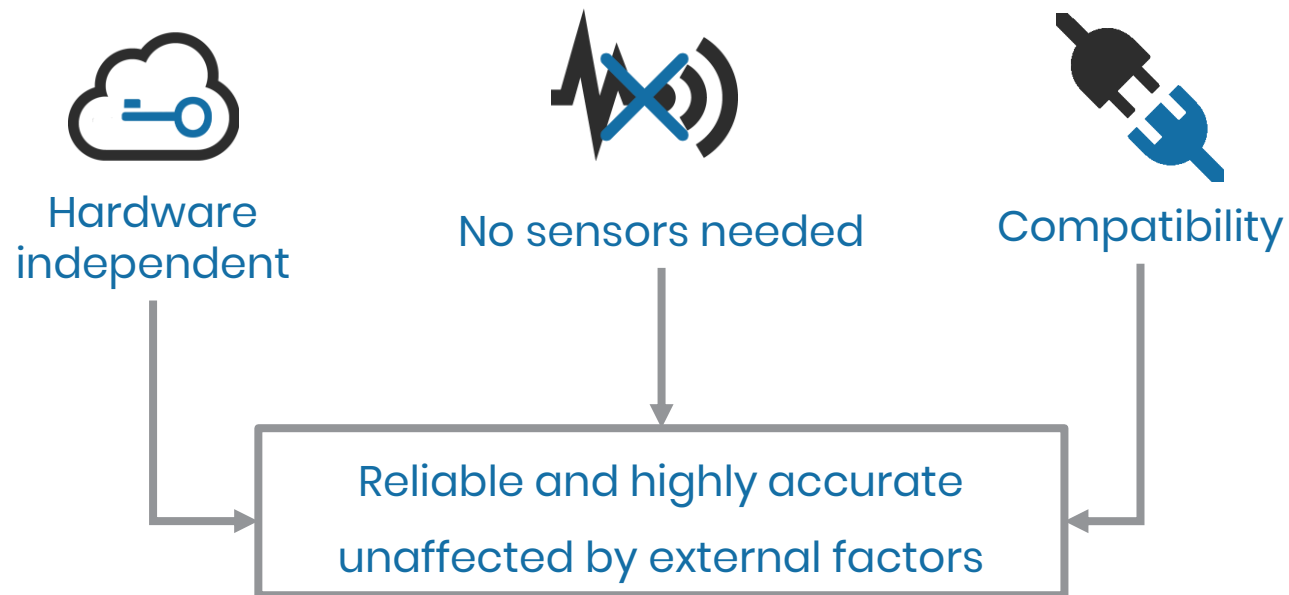 Hardware
independent
No sensors needed
Compatibility
Reliable and highly accurate
unaffected by external factors